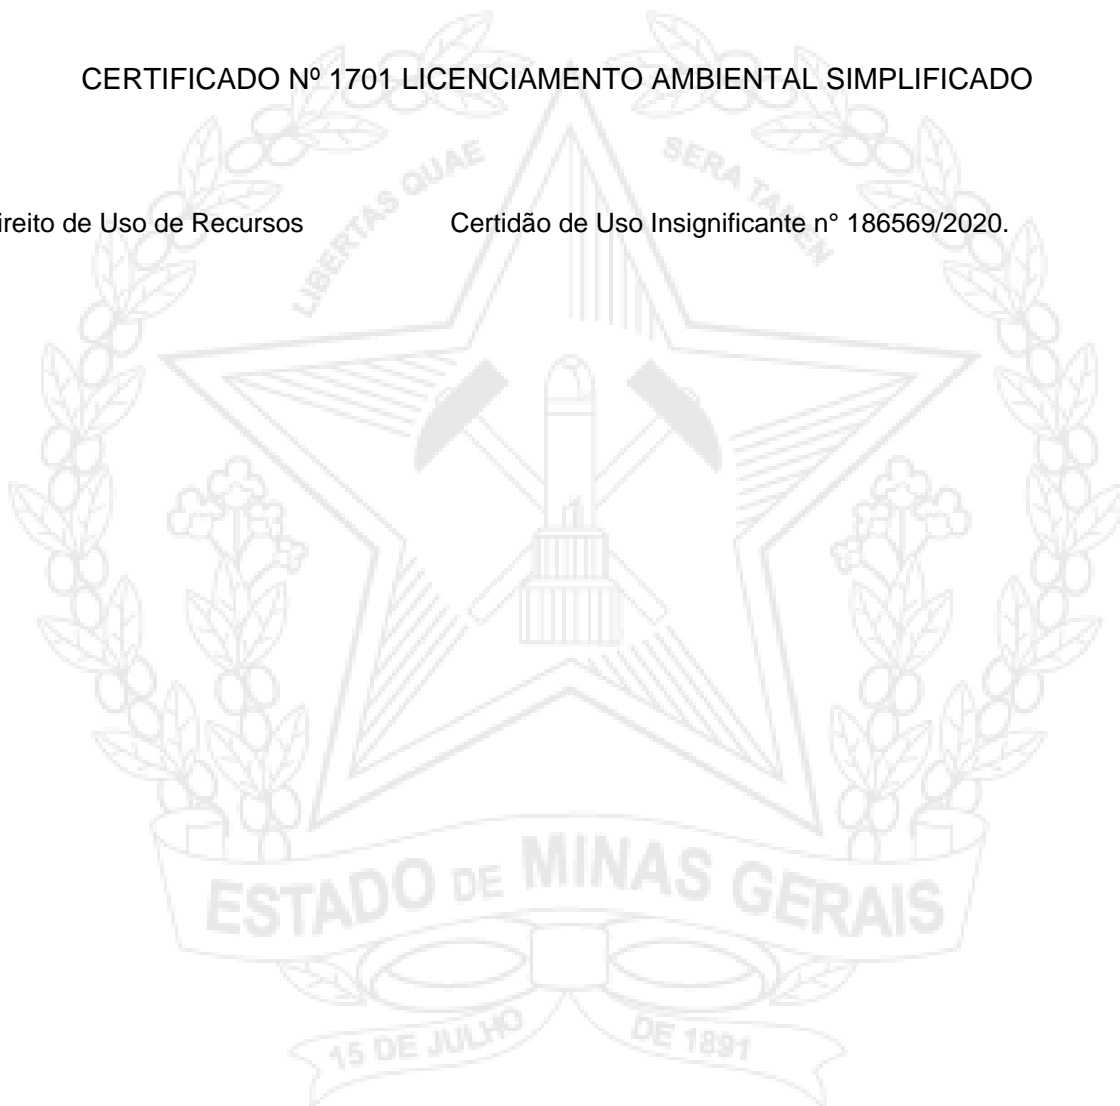 CERTIFICADO Nº 1701 LICENCIAMENTO AMBIENTAL SIMPLIFICADO
LIBERTAS QUAE SERA TAMEN
ireito de Uso de Recursos Certidão de Uso Insignificante n° 186569/2020.
ESTADO DE MINAS GERAIS
15 DE JULHO DE 1891